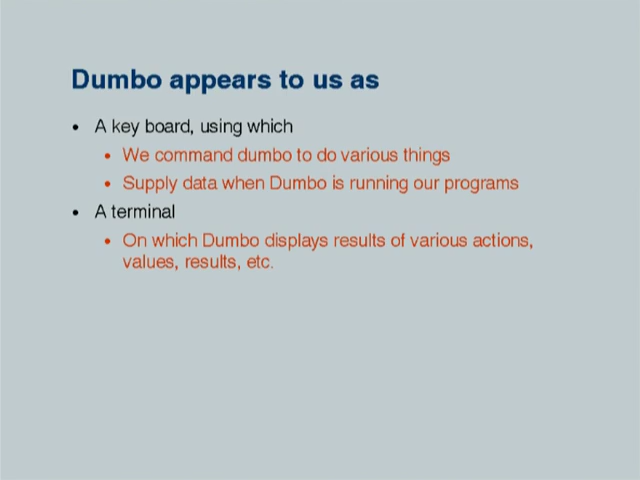 Dumbo appears to us as
• A key board, using which
• We command dumbo to do various things
• Supply data when Dumbo is running our programs
• A terminal
• On which Dumbo displays results of various actions,
values, results, etc.